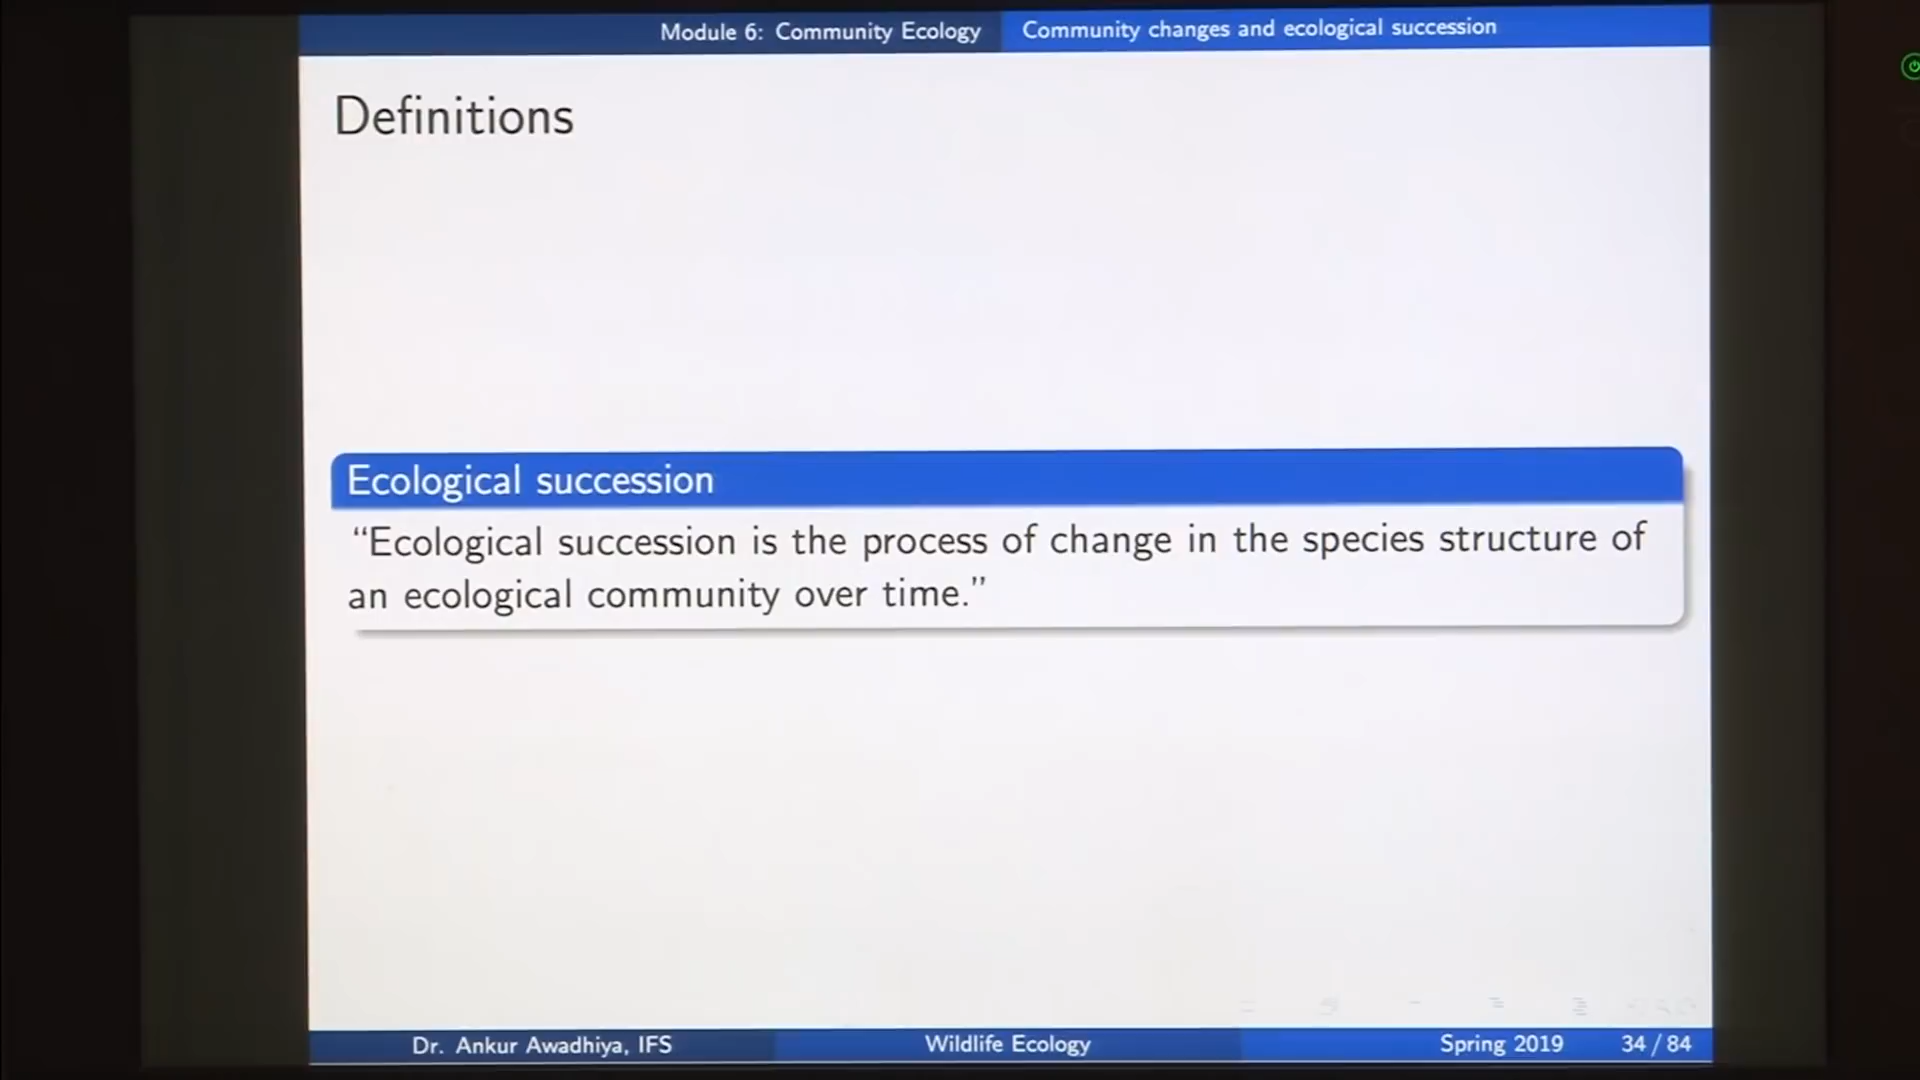 Module 6: Community Ecology
Community changes and ecological succession
Definitions
Ecological succession
“Ecological succession is the process of change in the species structure of
an ecological community over time.”
Dr. Ankur Awadhiya, IFS
Wildlife Ecology
Spring 2019
34 / 84